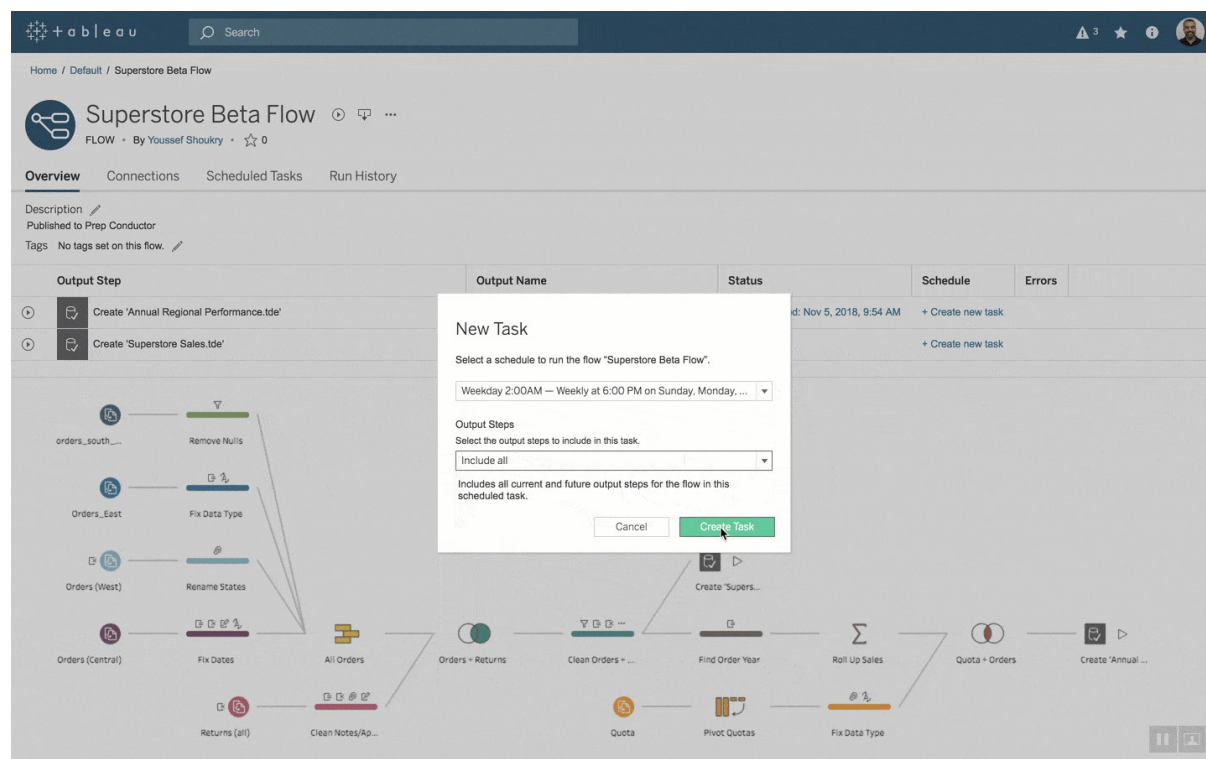 + a b l e a u
Search
3
Home / Default / Superstore Beta Flow
Superstore Beta Flow
FLOW • By Youssef Shoukry • 0
Overview Connections Scheduled Tasks Run History
Description
Published to Prep Conductor
Tags No tags set on this flow.
Output Step Output Name Status Schedule Errors
Create 'Annual Regional Performance.tde' d: Nov 5, 2018, 9:54 AM + Create new task
Create 'Superstore Sales.tde' + Create new task
New Task
Select a schedule to run the flow "Superstore Beta Flow".
Weekday 2:00AM — Weekly at 6:00 PM on Sunday, Monday, ...
Output Steps
Select the output steps to include in this task.
Include all
Includes all current and future output steps for the flow in this
scheduled task.
Cancel Create Task
orders_south_... Remove Nulls
Orders_East Fix Data Type
Orders (West) Rename States Create 'Supers...
Orders (Central) Fix Dates All Orders Orders + Returns Clean Orders + ... Find Order Year Roll Up Sales Quota + Orders Create 'Annual ...
Returns (all) Clean Notes/Ap... Quota Pivot Quotas Fix Data Type